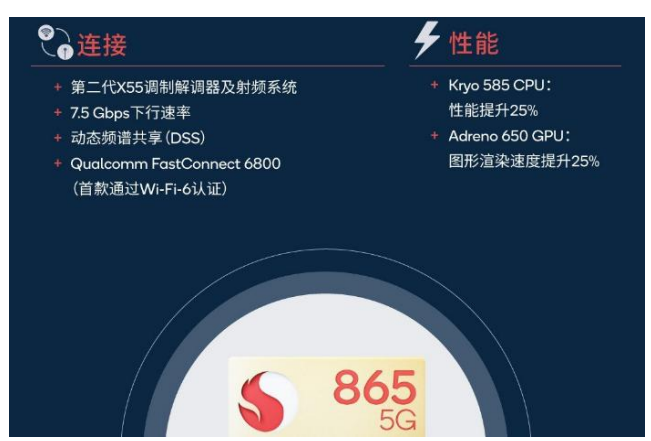 连接
+ 第二代X55调制解调器及射频系统
+ 7.5 Gbps下行速率
+ 动态频谱共享(DSS)
+ Qualcomm FastConnect 6800
(首款通过Wi-Fi-6认证)
性能
+ Kryo 585 CPU:
性能提升25%
+ Adreno 650 GPU:
图形渲染速度提升25%
865
5G